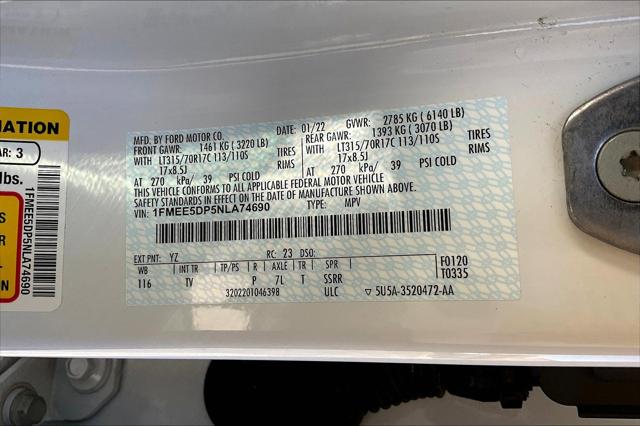 MATION
AR: 3
lbs.
1FMEE5DP5NLA74690
MFD. BY FORD MOTOR CO.
DATE: 01/22 GVWR: 2785 KG ( 6140 LB)
FRONT GAWR: 1461 KG ( 3220 LB) REAR GAWR: 1393 KG ( 3070 LB)
WITH LT315/70R17C 113/110S TIRES WITH LT315/70R17C 113/110S TIRES
17x8.5J RIMS 17x8.5J RIMS
AT 270 kPa/ 39 PSI COLD AT 270 kPa/ 39 PSI COLD
THIS VEHICLE CONFORMS TO ALL APPLICABLE FEDERAL MOTOR VEHICLE
SAFETY STANDARDS IN EFFECT ON THE DATE OF MANUFACTURE SHOWN ABOVE.
VIN: 1FMEE5DP5NLA74690 TYPE: MPV
EXT PNT: YZ RC: 23 DSO: F0120
WB INT TR TP/PS R AXLE TR SPR T0335
116 TV P 7L T SSRR
3202201046398 ULC ▽ 5U5A-3520472-AA